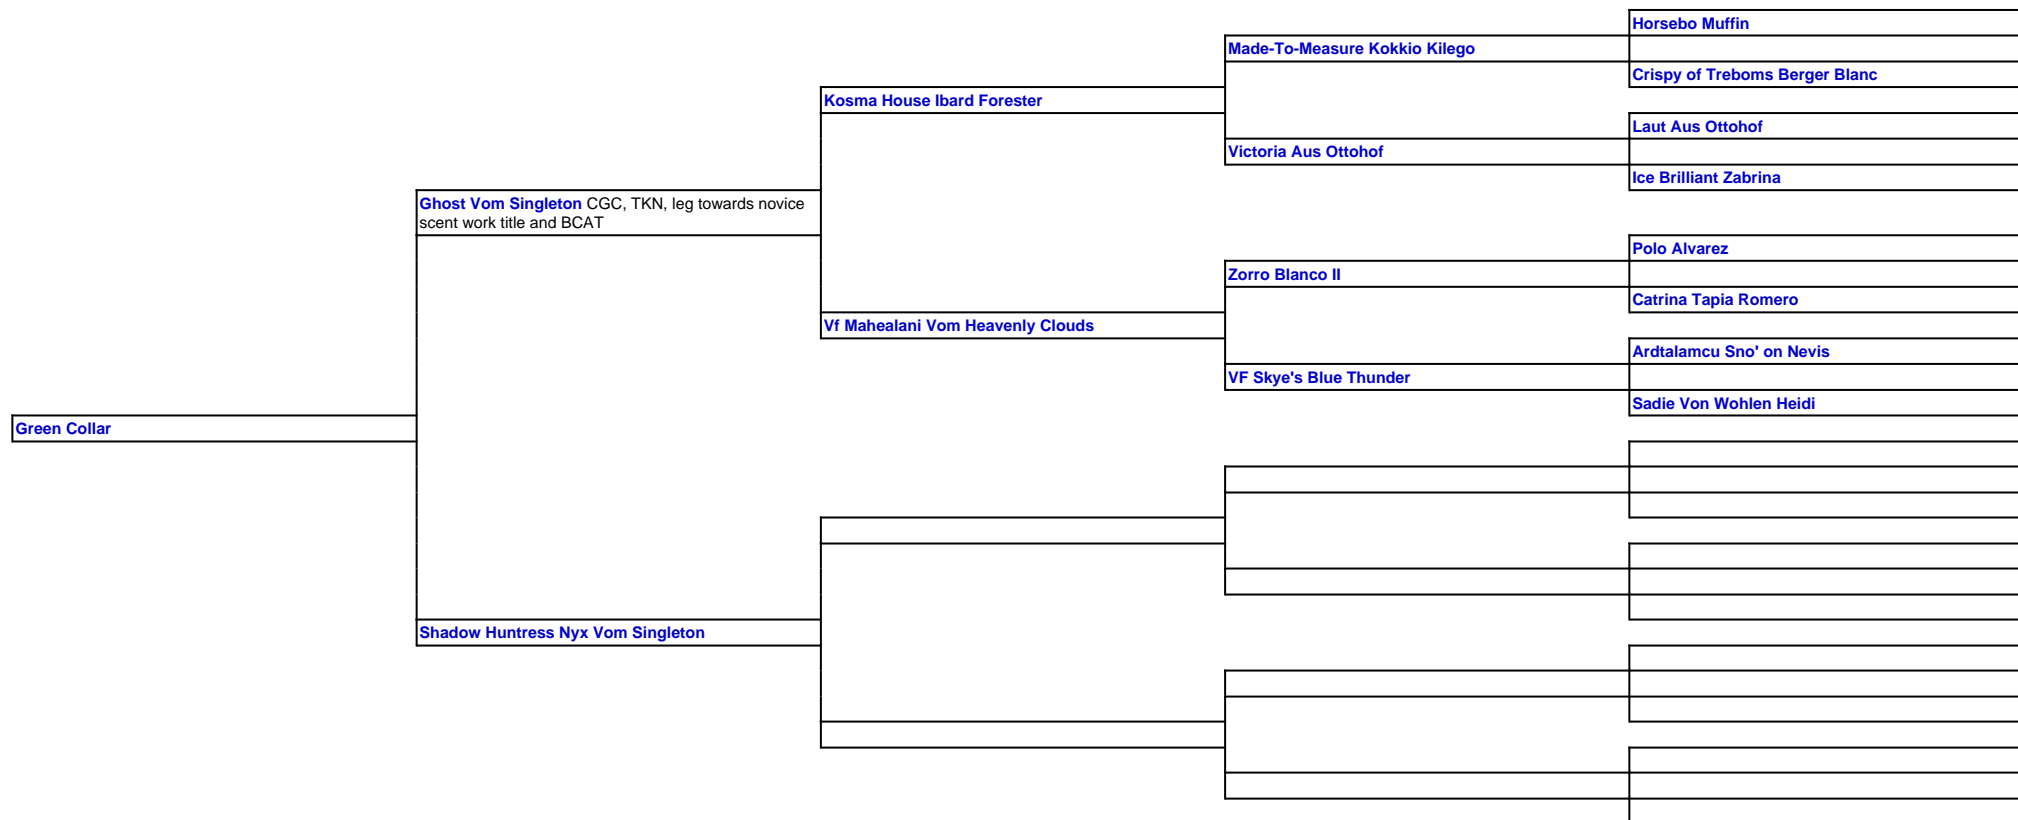 Horsebo Muffin
Made-To-Measure Kokkio Kilego
Crispy of Treboms Berger Blanc
Kosma House Ibard Forester
Laut Aus Ottohof
Victoria Aus Ottohof
Ice Brilliant Zabrina
Ghost Vom Singleton CGC, TKN, leg towards novice
scent work title and BCAT
Polo Alvarez
Zorro Blanco II
Catrina Tapia Romero
Vf Mahealani Vom Heavenly Clouds
Ardtalamcu Sno' on Nevis
VF Skye's Blue Thunder
Sadie Von Wohlen Heidi
Green Collar
Shadow Huntress Nyx Vom Singleton